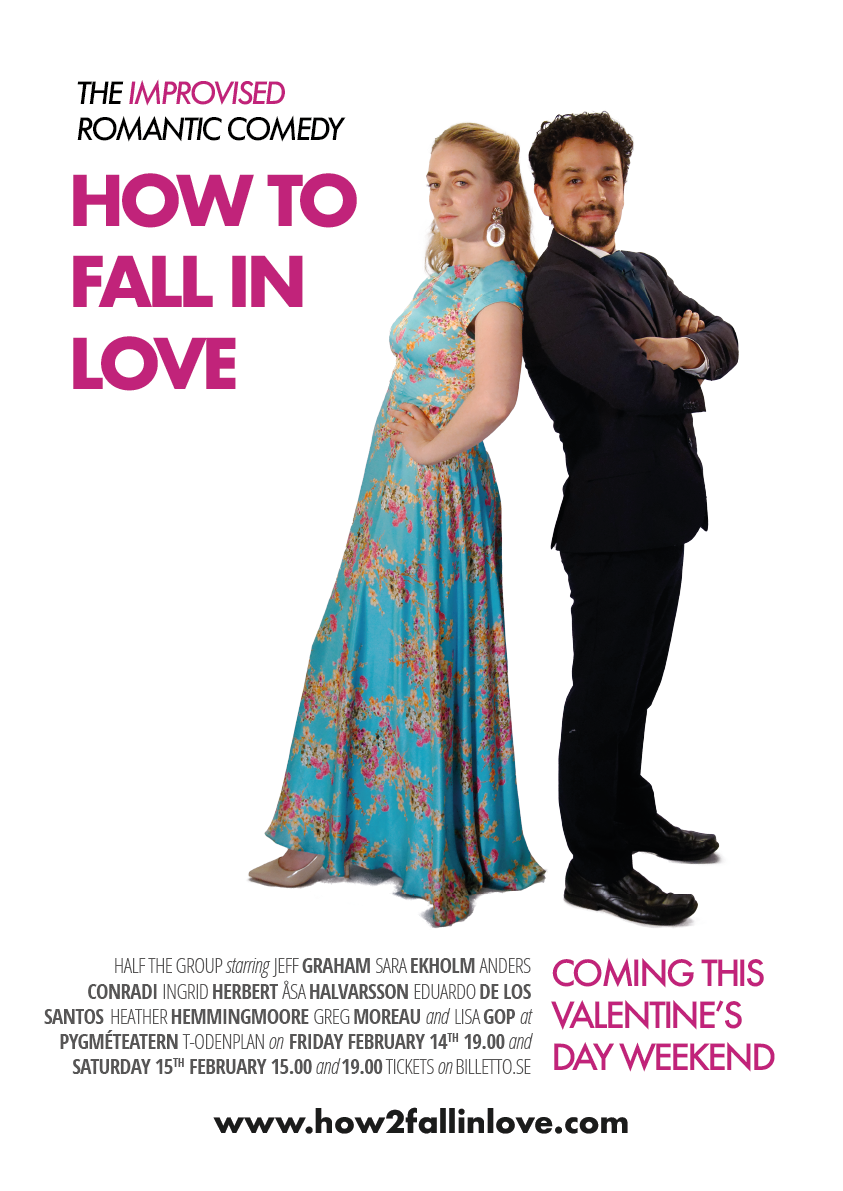 THE IMPROVISED
ROMANTIC COMEDY
HOW TO
FALL IN
LOVE
HALF THE GROUP starring JEFF GRAHAM SARA EKHOLM ANDERS
CONRADI INGRID HERBERT ÅSA HALVARSSON EDUARDO DE LOS
SANTOS HEATHER HEMMINGMOORE GREG MOREAU and LISA GOP at
PYGMÉTEATERN T-ODENPLAN on FRIDAY FEBRUARY 14TH 19.00 and
SATURDAY 15TH FEBRUARY 15.00 and 19.00 TICKETS on BILLETTO.SE
COMING THIS
VALENTINE'S
DAY WEEKEND
www.how2fallinlove.com